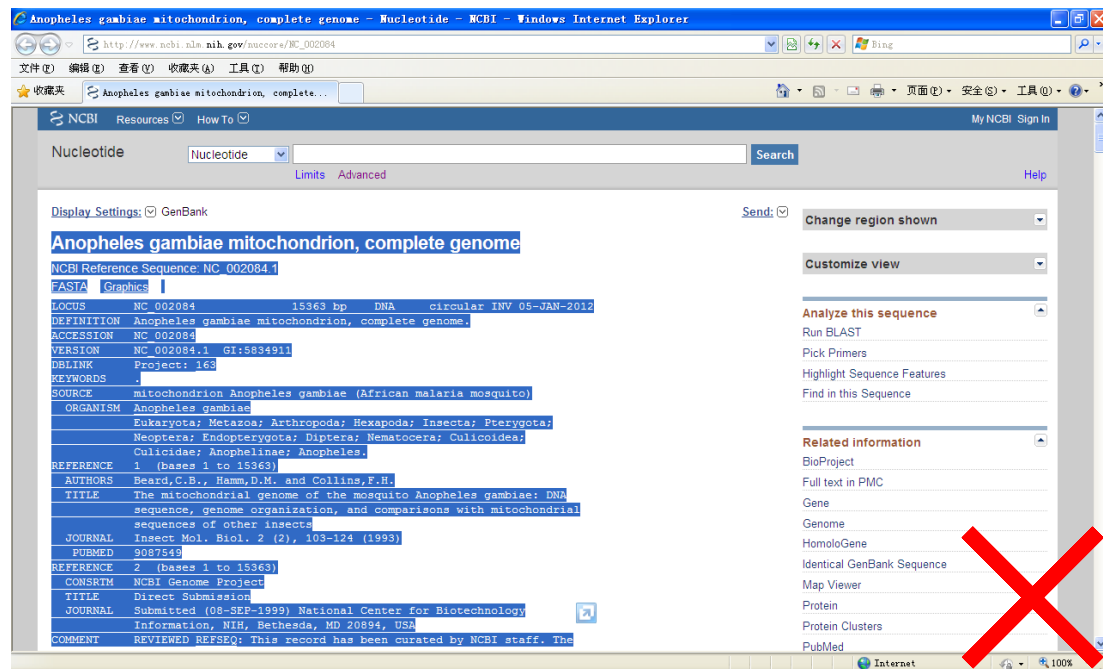 Anopheles gambiae mitochondrion, complete genome - Nucleotide - NCBI - Windows Internet Explorer
http://www.ncbi.nlm.nih.gov/nuccore/NC_002084
Bing
文件(F) 编辑(E) 查看(V) 收藏夹(A) 工具(T) 帮助(H)
收藏夹 Anopheles gambiae mitochondrion, complete... 页面(P) 安全(S) 工具(O)
NCBI Resources How To My NCBI Sign In
Nucleotide Nucleotide Search
Limits Advanced Help
Display Settings: GenBank Send:
Change region shown
Anopheles gambiae mitochondrion, complete genome
NCBI Reference Sequence: NC_002084.1
Customize view
FASTA Graphics
LOCUS NC_002084 15363 bp DNA circular INV 05-JAN-2012
DEFINITION Anopheles gambiae mitochondrion, complete genome.
ACCESSION NC_002084
VERSION NC_002084.1 GI:5834911
DBLINK Project: 163
KEYWORDS .
SOURCE mitochondrion Anopheles gambiae (African malaria mosquito)
ORGANISM Anopheles gambiae
Eukaryota; Metazoa; Arthropoda; Hexapoda; Insecta; Pterygota;
Neoptera; Endopterygota; Diptera; Nematocera; Culicoidea;
Culicidae; Anophelinae; Anopheles.
REFERENCE 1 (bases 1 to 15363)
AUTHORS Beard,C.B., Hamm,D.M. and Collins,F.H.
TITLE The mitochondrial genome of the mosquito Anopheles gambiae: DNA
sequence, genome organization, and comparisons with mitochondrial
sequences of other insects
JOURNAL Insect Mol. Biol. 2 (2), 103-124 (1993)
PUBMED 9087549
REFERENCE 2 (bases 1 to 15363)
CONSRTM NCBI Genome Project
TITLE Direct Submission
JOURNAL Submitted (08-SEP-1999) National Center for Biotechnology
Information, NIH, Bethesda, MD 20894, USA
COMMENT REVIEWED REFSEQ: This record has been curated by NCBI staff. The
Analyze this sequence
Run BLAST
Pick Primers
Highlight Sequence Features
Find in this Sequence
Related information
BioProject
Full text in PMC
Gene
Genome
HomoloGene
Identical GenBank Sequence
Map Viewer
Protein
Protein Clusters
PubMed
Internet 100%